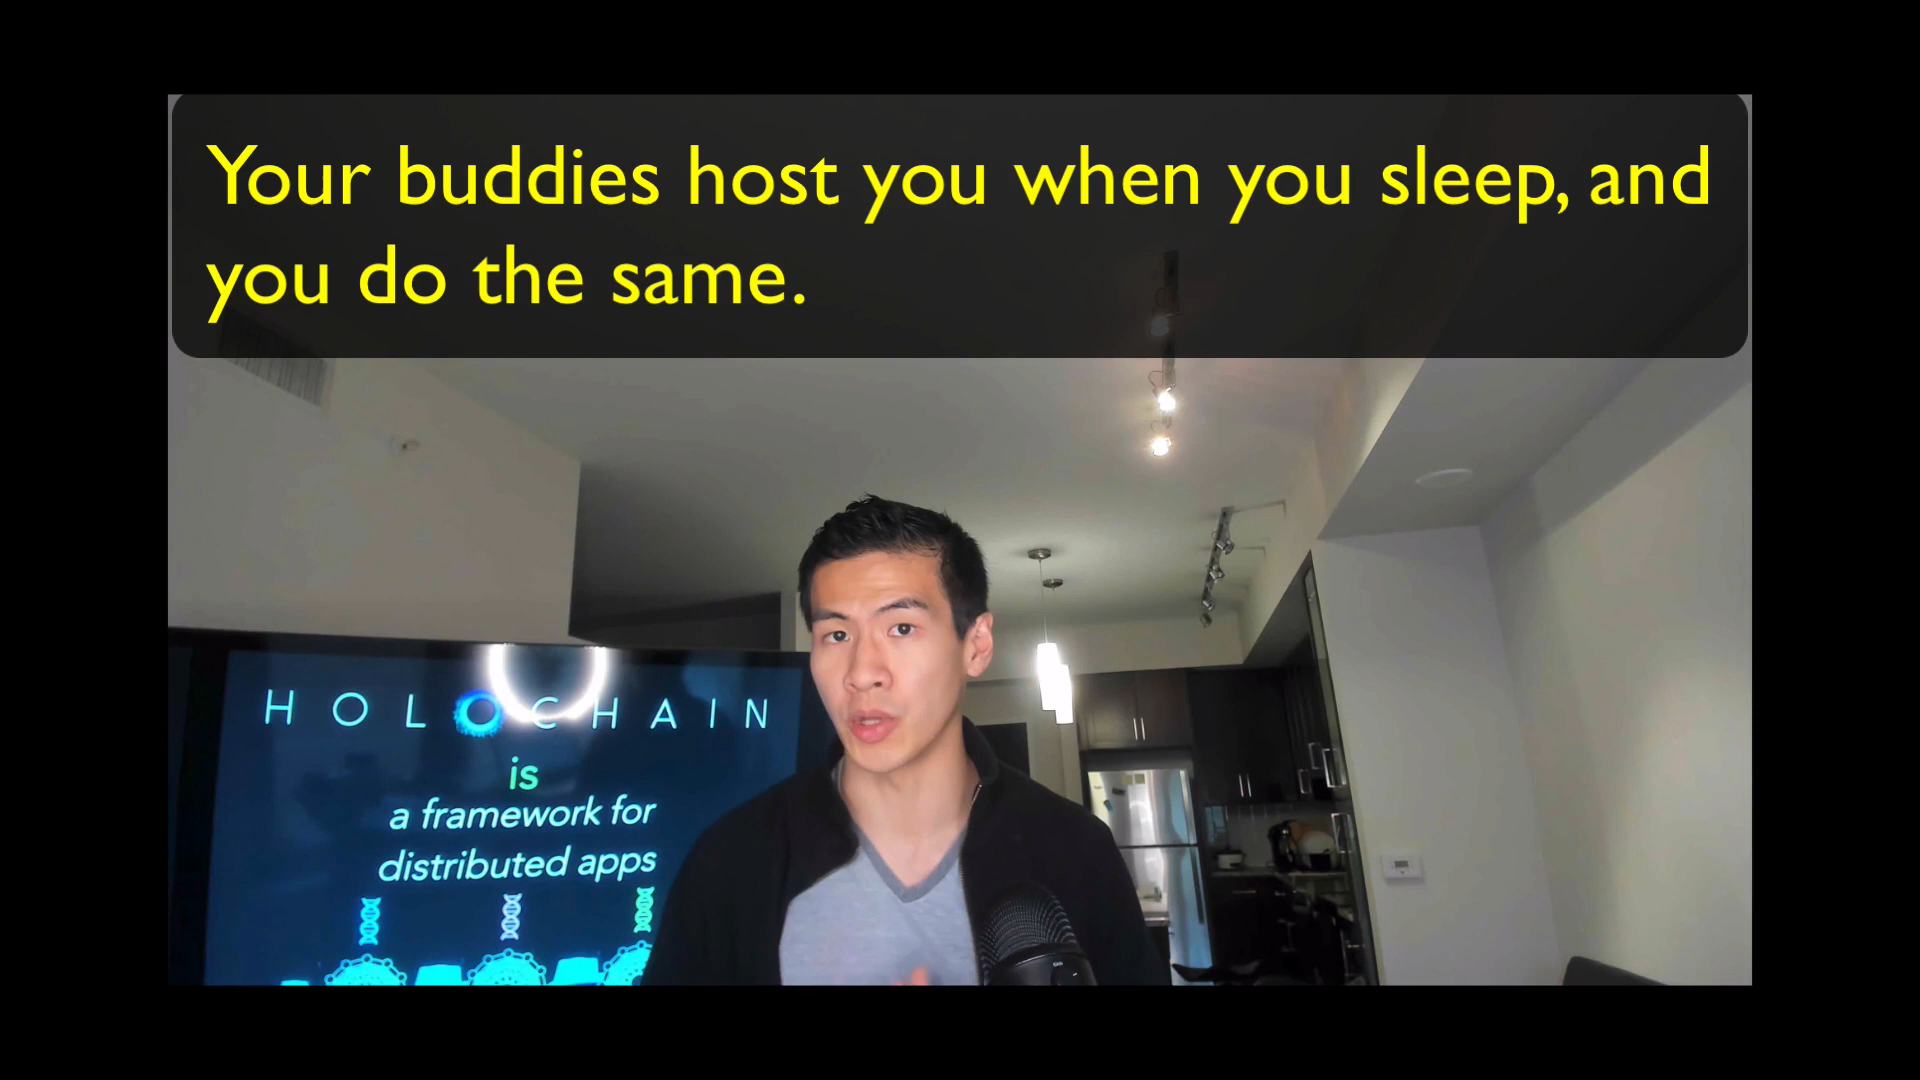 Your buddies host you when you sleep, and
you do the same.
HOLOCHAIN
is
a framework for
distributed apps